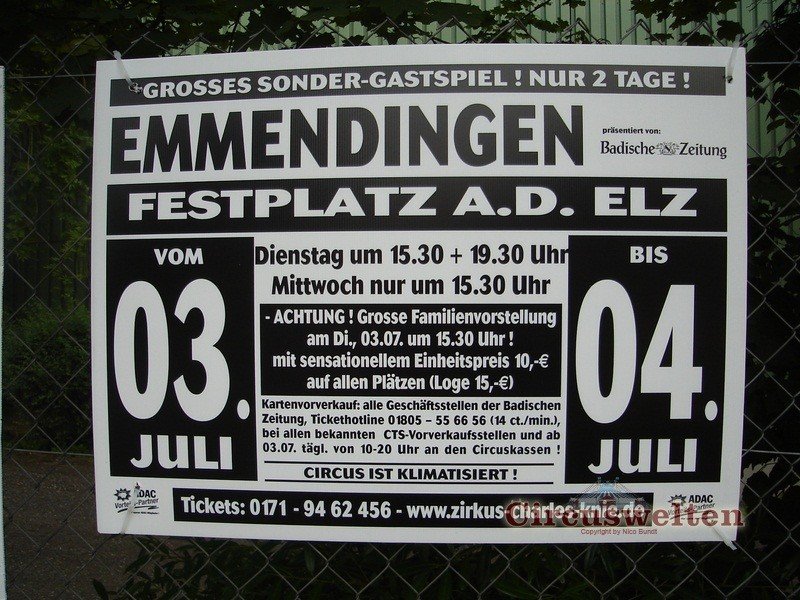 GROSSES SONDER-GASTSPIEL ! NUR 2 TAGE !
EMMENDINGEN
präsentiert von:
Badische Zeitung
FESTPLATZ A.D. ELZ
VOM
03.
JULI
Dienstag um 15.30 + 19.30 Uhr
Mittwoch nur um 15.30 Uhr
- ACHTUNG ! Grosse Familienvorstellung
am Di., 03.07. um 15.30 Uhr !
mit sensationellem Einheitspreis 10,-€
auf allen Plätzen (Loge 15,-€)
Kartenvorverkauf: alle Geschäftsstellen der Badischen
Zeitung, Tickethotline 01805 – 55 66 56 (14 ct./min.),
bei allen bekannten CTS-Vorverkaufsstellen und ab
03.07. tägl. von 10-20 Uhr an den Circuskassen !
CIRCUS IST KLIMATISIERT !
BIS
04.
JULI
ADAC
Tickets: 0171 - 94 62 456 - www.zirkus-charles-knie.de
ADAC
Circuswelten
Copyright by Nico Bundt